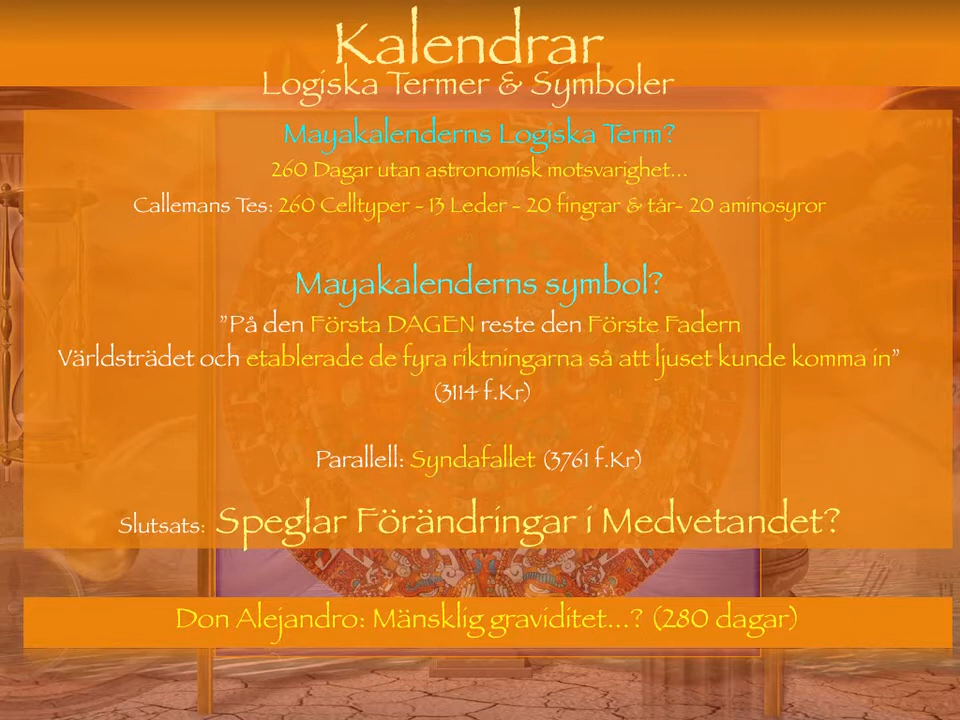 Kalendrar
Logiska Termer & Symboler
Mayakalenderns Logiska Term?
260 Dagar utan astronomisk motsvarighet...
Callemans Tes: 260 Celltyper - 13 Leder - 20 fingrar & tår- 20 aminosyror
Mayakalenderns symbol?
”På den Första DAGEN reste den Förste Fadern
Världsträdet och etablerade de fyra riktningarna så att ljuset kunde komma in”
(3114 f.Kr)
Parallell: Syndafallet (3761 f.Kr)
Slutsats: Speglar Förändringar i Medvetandet?
Don Alejandro: Mänsklig graviditet...? (280 dagar)